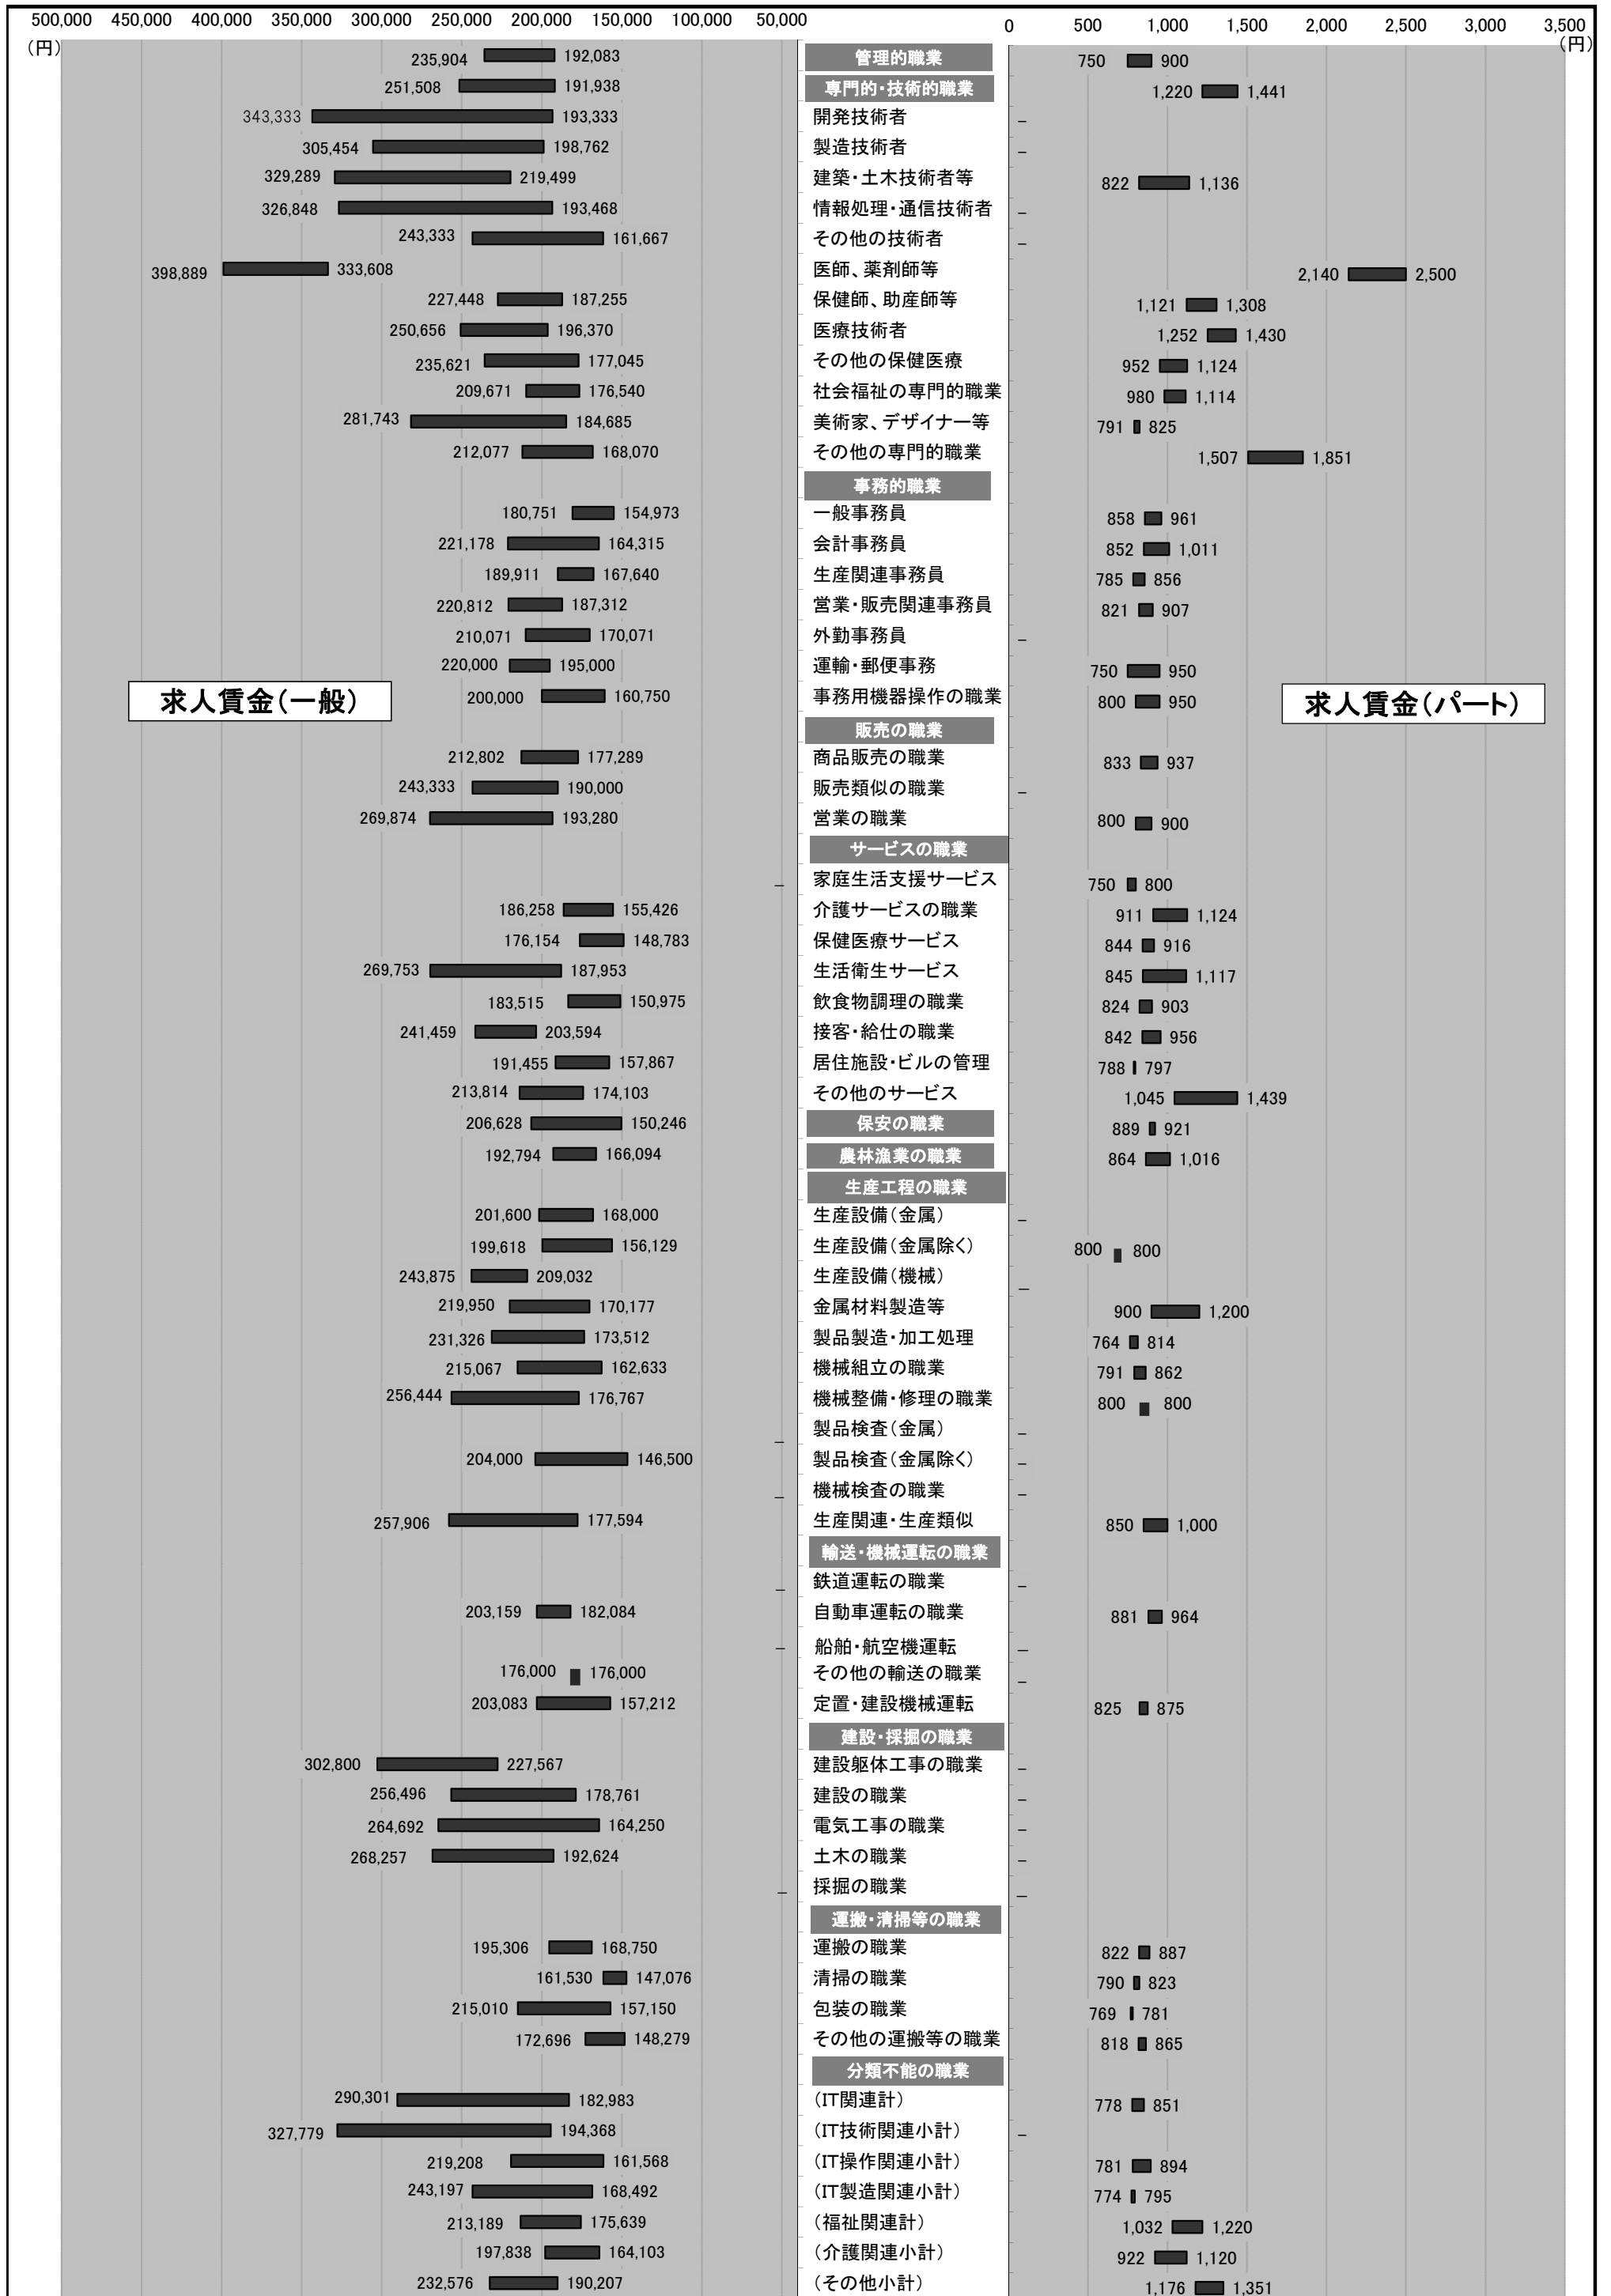 500,000 450,000 400,000 350,000 300,000 250,000 200,000 150,000 100,000 50,000 0 500 1,000 1,500 2,000 2,500 3,000 3,500
(円) (円)
235,904 192,083 管理的職業 750 900
251,508 191,938 専門的・技術的職業 1,220 1,441
343,333 193,333 開発技術者 –
305,454 198,762 製造技術者 –
329,289 219,499 建築・土木技術者等 822 1,136
326,848 193,468 情報処理・通信技術者 –
243,333 161,667 その他の技術者 –
398,889 333,608 医師、薬剤師等 2,140 2,500
227,448 187,255 保健師、助産師等 1,121 1,308
250,656 196,370 医療技術者 1,252 1,430
235,621 177,045 その他の保健医療 952 1,124
209,671 176,540 社会福祉の専門的職業 980 1,114
281,743 184,685 美術家、デザイナー等 791 825
212,077 168,070 その他の専門的職業 1,507 1,851
事務的職業
180,751 154,973 一般事務員 858 961
221,178 164,315 会計事務員 852 1,011
189,911 167,640 生産関連事務員 785 856
220,812 187,312 営業・販売関連事務員 821 907
210,071 170,071 外勤事務員 –
220,000 195,000 運輸・郵便事務 750 950
求人賃金(一般) 200,000 160,750 事務用機器操作の職業 800 950 求人賃金(パート)
販売の職業
212,802 177,289 商品販売の職業 833 937
243,333 190,000 販売類似の職業 –
269,874 193,280 営業の職業 800 900
サービスの職業
– 家庭生活支援サービス 750 800
186,258 155,426 介護サービスの職業 911 1,124
176,154 148,783 保健医療サービス 844 916
269,753 187,953 生活衛生サービス 845 1,117
183,515 150,975 飲食物調理の職業 824 903
241,459 203,594 接客・給仕の職業 842 956
191,455 157,867 居住施設・ビルの管理 788 797
213,814 174,103 その他のサービス 1,045 1,439
206,628 150,246 保安の職業 889 921
192,794 166,094 農林漁業の職業 864 1,016
生産工程の職業
201,600 168,000 生産設備(金属) –
199,618 156,129 生産設備(金属除く) 800 800
243,875 209,032 生産設備(機械) –
219,950 170,177 金属材料製造等 900 1,200
231,326 173,512 製品製造・加工処理 764 814
215,067 162,633 機械組立の職業 791 862
256,444 176,767 機械整備・修理の職業 800 800
– 製品検査(金属) –
204,000 146,500 製品検査(金属除く) –
– 機械検査の職業 –
257,906 177,594 生産関連・生産類似 850 1,000
輸送・機械運転の職業
– 鉄道運転の職業 –
203,159 182,084 自動車運転の職業 881 964
– 船舶・航空機運転 –
176,000 176,000 その他の輸送の職業 –
203,083 157,212 定置・建設機械運転 825 875
建設・採掘の職業
302,800 227,567 建設躯体工事の職業 –
256,496 178,761 建設の職業 –
264,692 164,250 電気工事の職業 –
268,257 192,624 土木の職業 –
– 採掘の職業 –
運搬・清掃等の職業
195,306 168,750 運搬の職業 822 887
161,530 147,076 清掃の職業 790 823
215,010 157,150 包装の職業 769 781
172,696 148,279 その他の運搬等の職業 818 865
分類不能の職業
290,301 182,983 (IT関連計) 778 851
327,779 194,368 (IT技術関連小計) –
219,208 161,568 (IT操作関連小計) 781 894
243,197 168,492 (IT製造関連小計) 774 795
213,189 175,639 (福祉関連計) 1,032 1,220
197,838 164,103 (介護関連小計) 922 1,120
232,576 190,207 (その他小計) 1,176 1,351